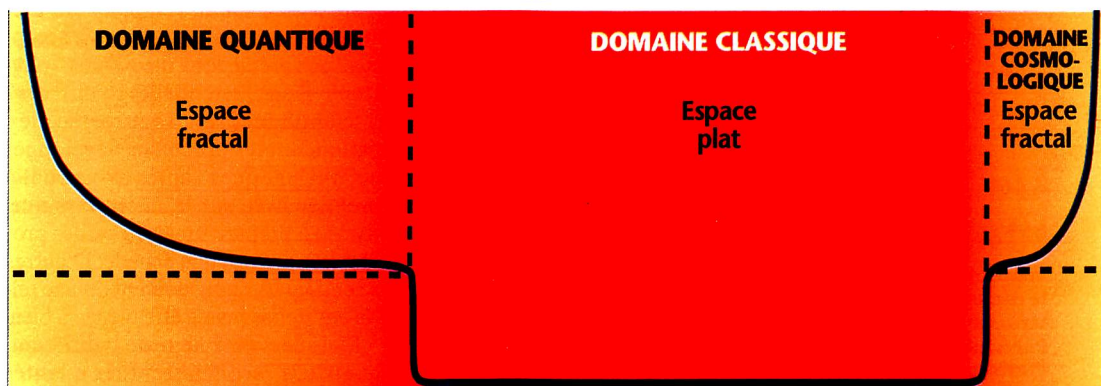 DOMAINE QUANTIQUE
Espace
fractal
DOMAINE CLASSIQUE
Espace
plat
DOMAINE
COSMO-
LOGIQUE
Espace
fractal